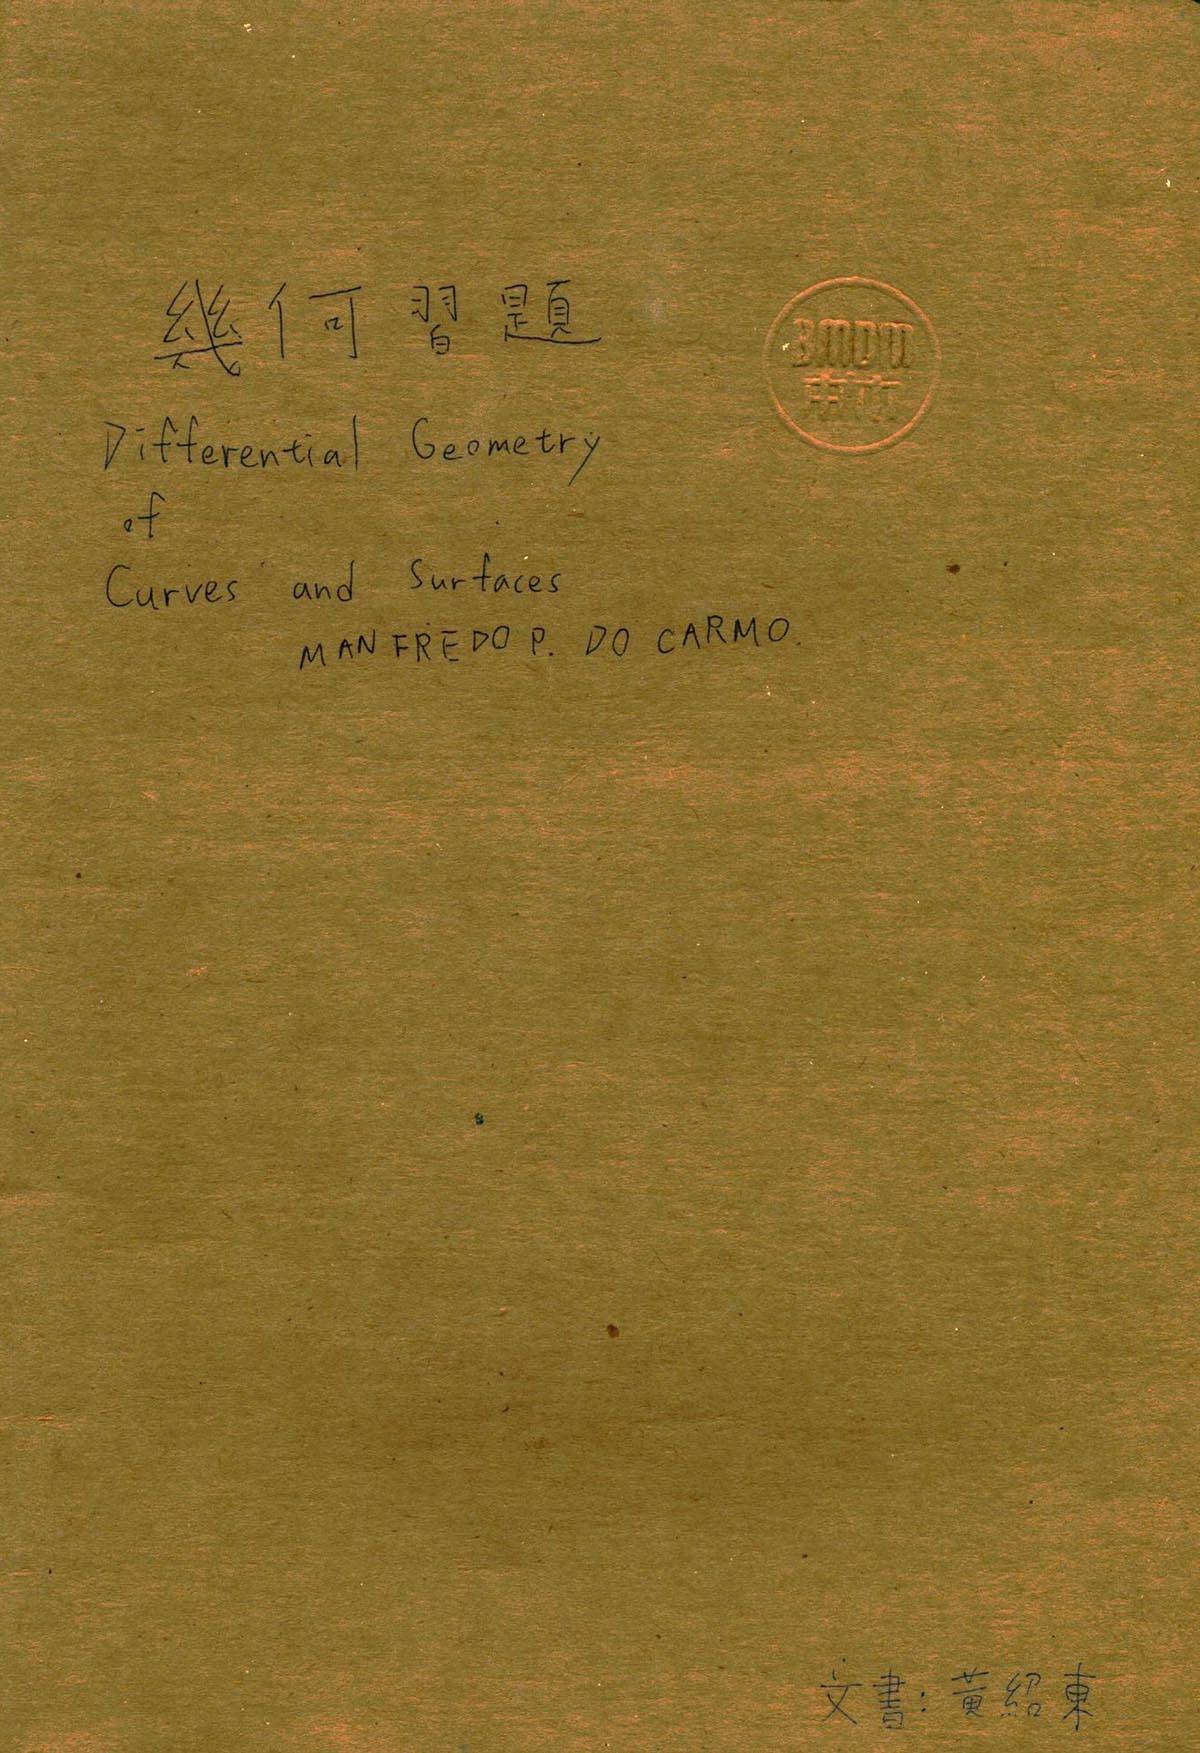 幾何習題
Differential Geometry
of
Curves and Surfaces
MANFREDO P. DO CARMO.
文書:黃紹東